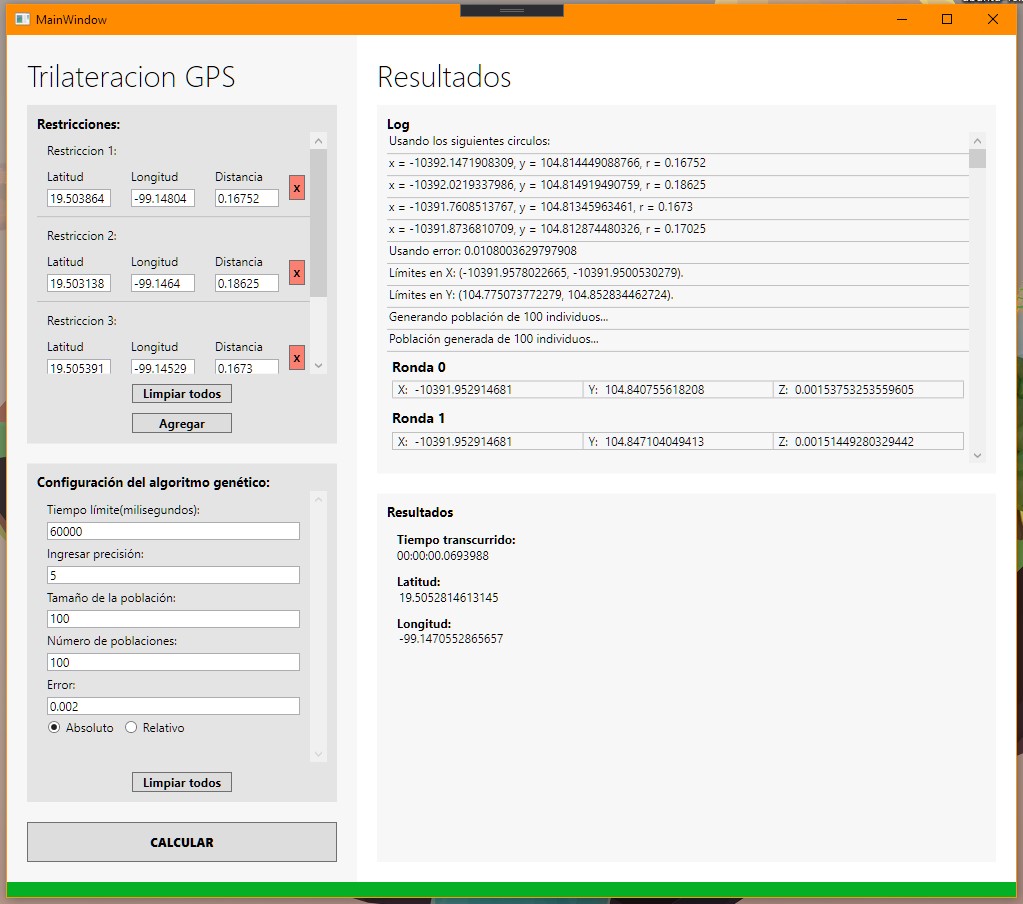 MainWindow
Trilateracion GPS
Restricciones:
Restriccion 1:
Latitud Longitud Distancia
19.503864 -99.14804 0.16752 x
Restriccion 2:
Latitud Longitud Distancia
19.503138 -99.1464 0.18625 x
Restriccion 3:
Latitud Longitud Distancia
19.505391 -99.14529 0.1673 x
Limpiar todos
Agregar
Configuración del algoritmo genético:
Tiempo límite(milisegundos):
60000
Ingresar precisión:
5
Tamaño de la población:
100
Número de poblaciones:
100
Error:
0.002
Absoluto Relativo
Limpiar todos
CALCULAR
Resultados
Log
Usando los siguientes circulos:
x = -10392.1471908309, y = 104.814449088766, r = 0.16752
x = -10392.0219337986, y = 104.814919490759, r = 0.18625
x = -10391.7608513767, y = 104.81345963461, r = 0.1673
x = -10391.8736810709, y = 104.812874480326, r = 0.17025
Usando error: 0.0108003629797908
Límites en X: (-10391.9578022665, -10391.9500530279).
Límites en Y: (104.775073772279, 104.852834462724).
Generando población de 100 individuos...
Población generada de 100 individuos...
Ronda 0
X: -10391.952914681 Y: 104.840755618208 Z: 0.00153753253559605
Ronda 1
X: -10391.952914681 Y: 104.847104049413 Z: 0.00151449280329442
Resultados
Tiempo transcurrido:
00:00:00.0693988
Latitud:
19.5052814613145
Longitud:
-99.1470552865657